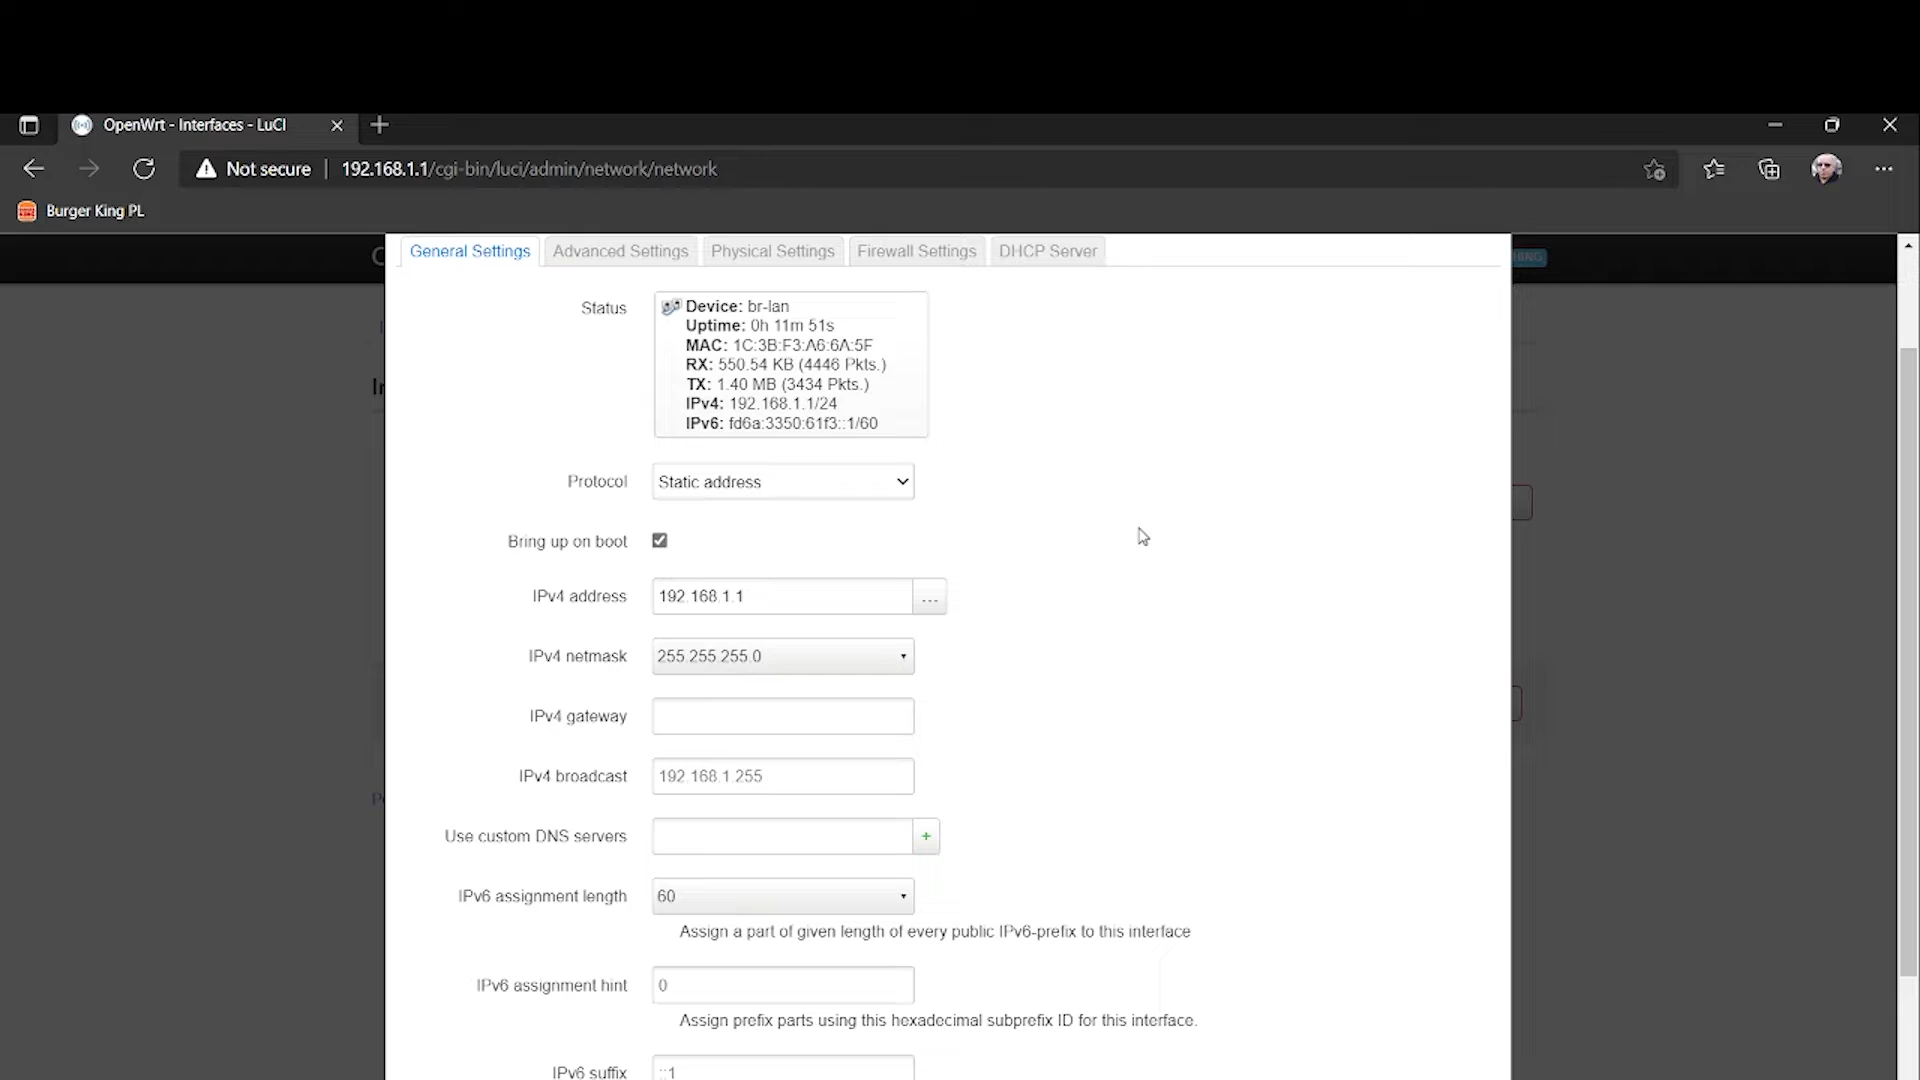 OpenWrt - Interfaces - LuCI
Not secure
192.168.1.1/cgi-bin/luci/admin/network/network
Burger King PL
General Settings
Advanced Settings
Physical Settings
Firewall Settings
DHCP Server
Status
Device: br-lan
Uptime: 0h 11m 51s
MAC: 1C:3B:F3:A6:6A:5F
RX: 550.54 KB (4446 Pkts.)
TX: 1.40 MB (3434 Pkts.)
IPv4: 192.168.1.1/24
IPv6: fd6a:3350:61f3::1/60
Protocol
Static address
Bring up on boot
IPv4 address
192.168.1.1
...
IPv4 netmask
255.255.255.0
IPv4 gateway
IPv4 broadcast
192.168.1.255
Use custom DNS servers
+
IPv6 assignment length
60
Assign a part of given length of every public IPv6-prefix to this interface
IPv6 assignment hint
0
Assign prefix parts using this hexadecimal subprefix ID for this interface.
IPv6 suffix
::1